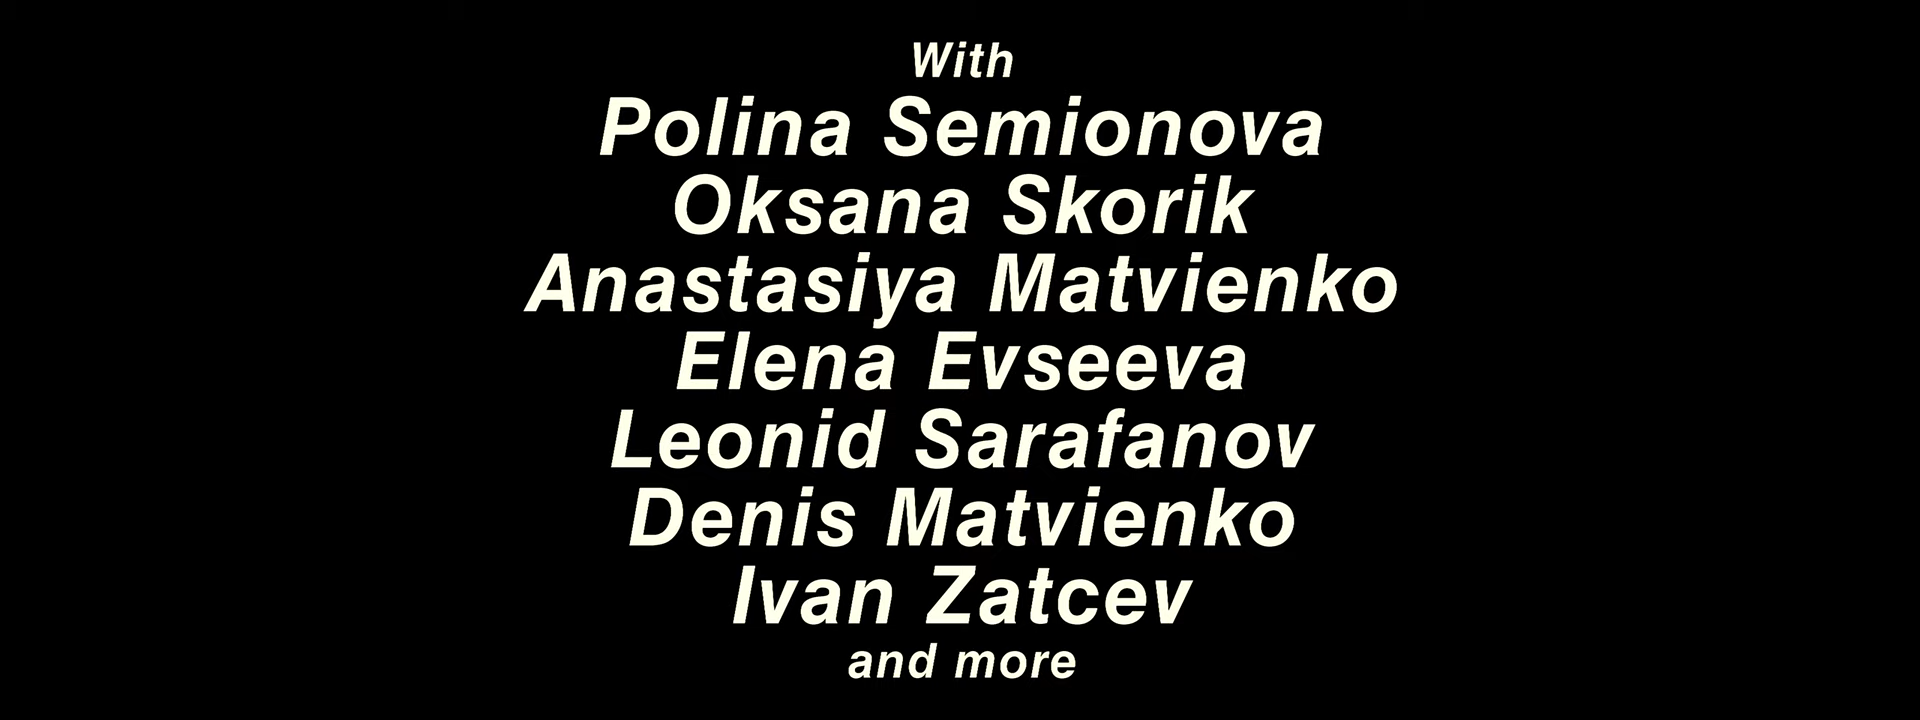 With
Polina Semionova
Oksana Skorik
Anastasiya Matvienko
Elena Evseeva
Leonid Sarafanov
Denis Matvienko
Ivan Zatcev
and more